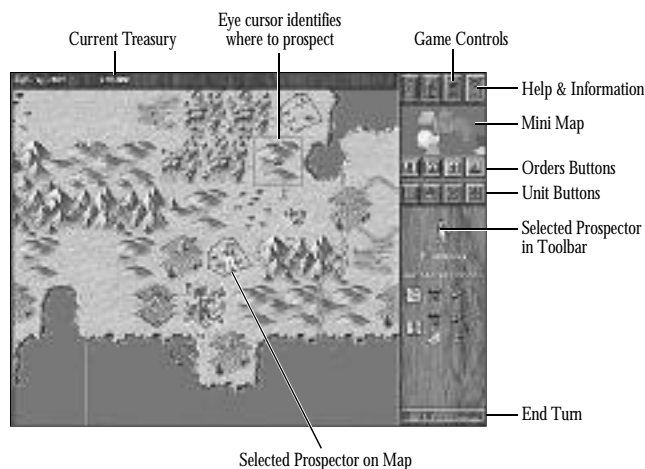 Eye cursor identifies
where to prospect
Current Treasury
Game Controls
Help & Information
Mini Map
Orders Buttons
Unit Buttons
Selected Prospector
in Toolbar
End Turn
Selected Prospector on Map